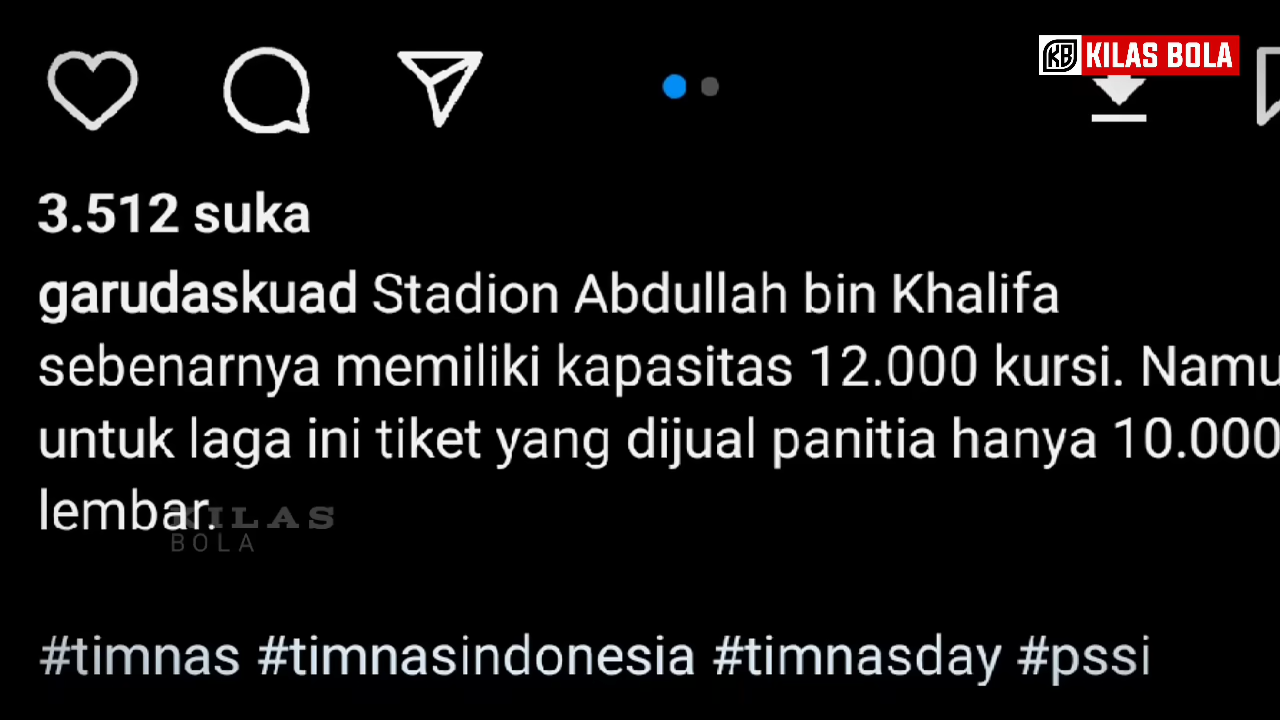 KB KILAS BOLA
3.512 suka
garudaskuad Stadion Abdullah bin Khalifa
sebenarnya memiliki kapasitas 12.000 kursi. Namu
untuk laga ini tiket yang dijual panitia hanya 10.000
lembar.
KILAS
BOLA
#timnas #timnasindonesia #timnasday #pssi